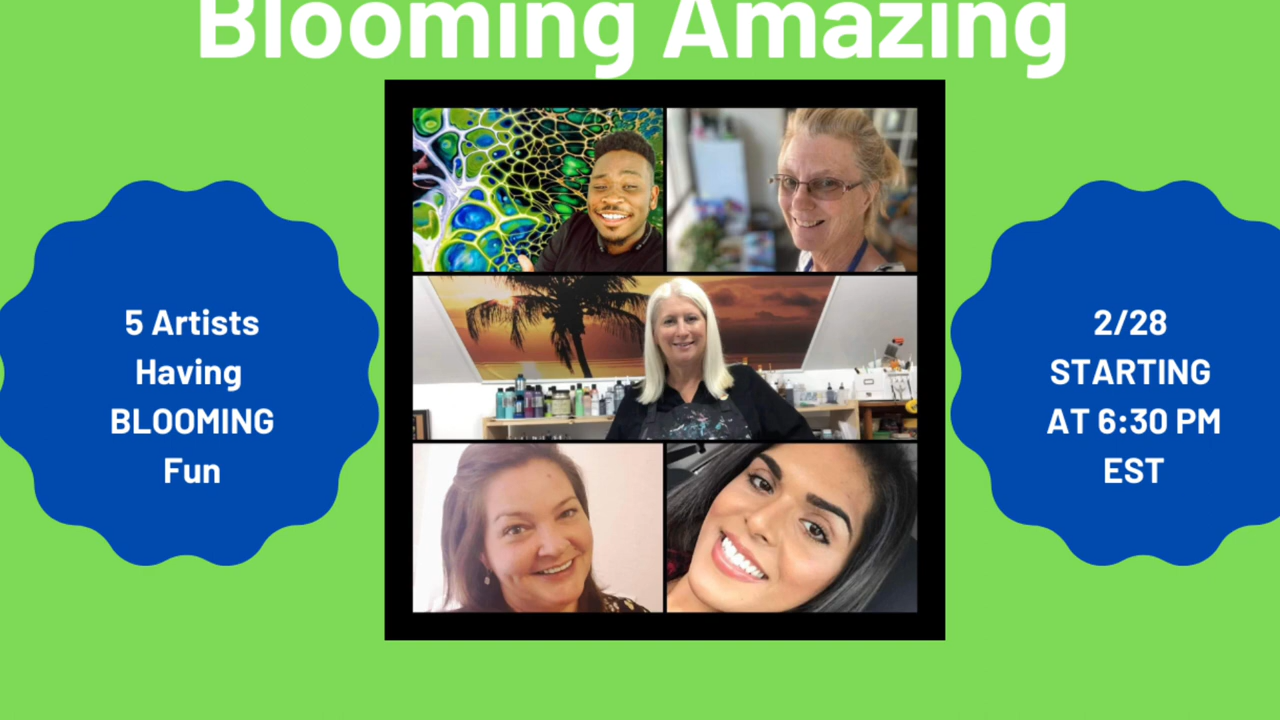 Blooming Amazing
5 Artists
Having
BLOOMING
Fun
2/28
STARTING
AT 6:30 PM
EST